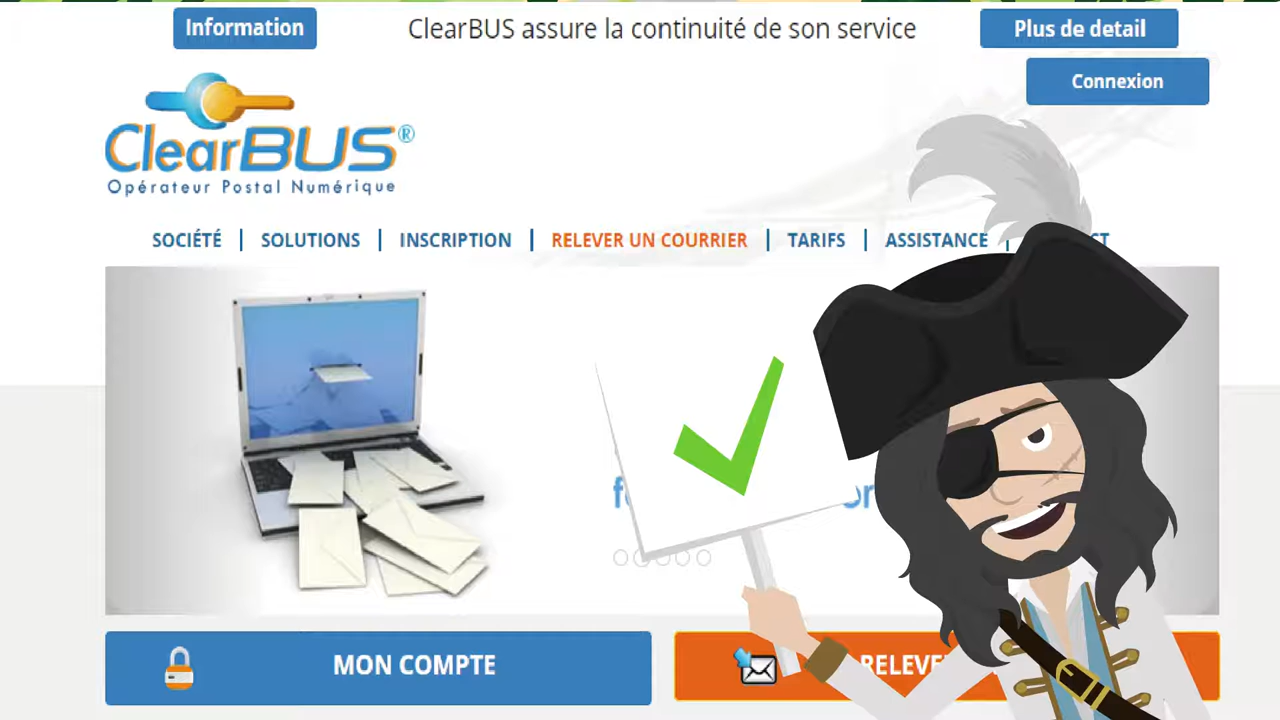 Information
ClearBUS assure la continuité de son service
Plus de detail
Connexion
ClearBUS®
Opérateur Postal Numérique
SOCIÉTÉ | SOLUTIONS | INSCRIPTION | RELEVER UN COURRIER | TARIFS | ASSISTANCE |
MON COMPTE